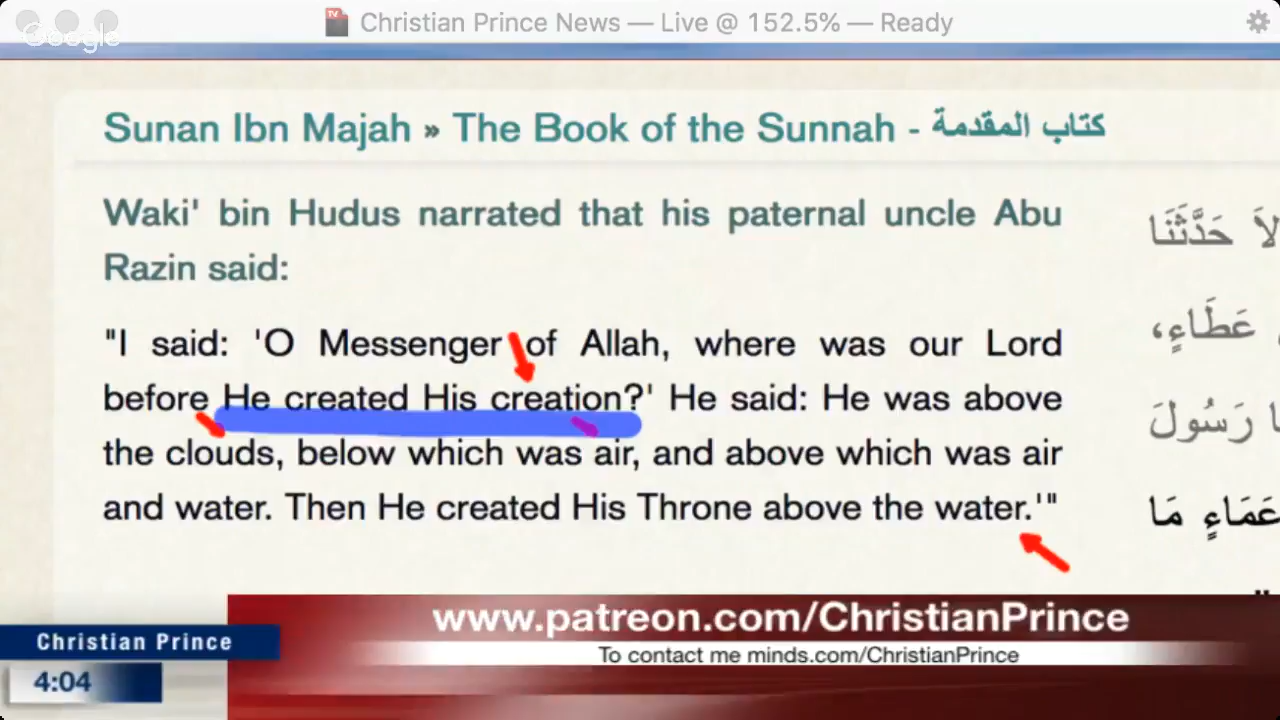 Christian Prince News — Live @ 152.5% — Ready
Google
Sunan Ibn Majah » The Book of the Sunnah - كتاب المقدمة
Waki' bin Hudus narrated that his paternal uncle Abu
Razin said:
"I said: 'O Messenger of Allah, where was our Lord
before He created His creation?' He said: He was above
the clouds, below which was air, and above which was air
and water. Then He created His Throne above the water.'"
حَدَّثَنَا
عَطَاءٍ،
رَسُولَ
عَمَاءٍ مَا
www.patreon.com/ChristianPrince
To contact me minds.com/ChristianPrince
Christian Prince
4:04